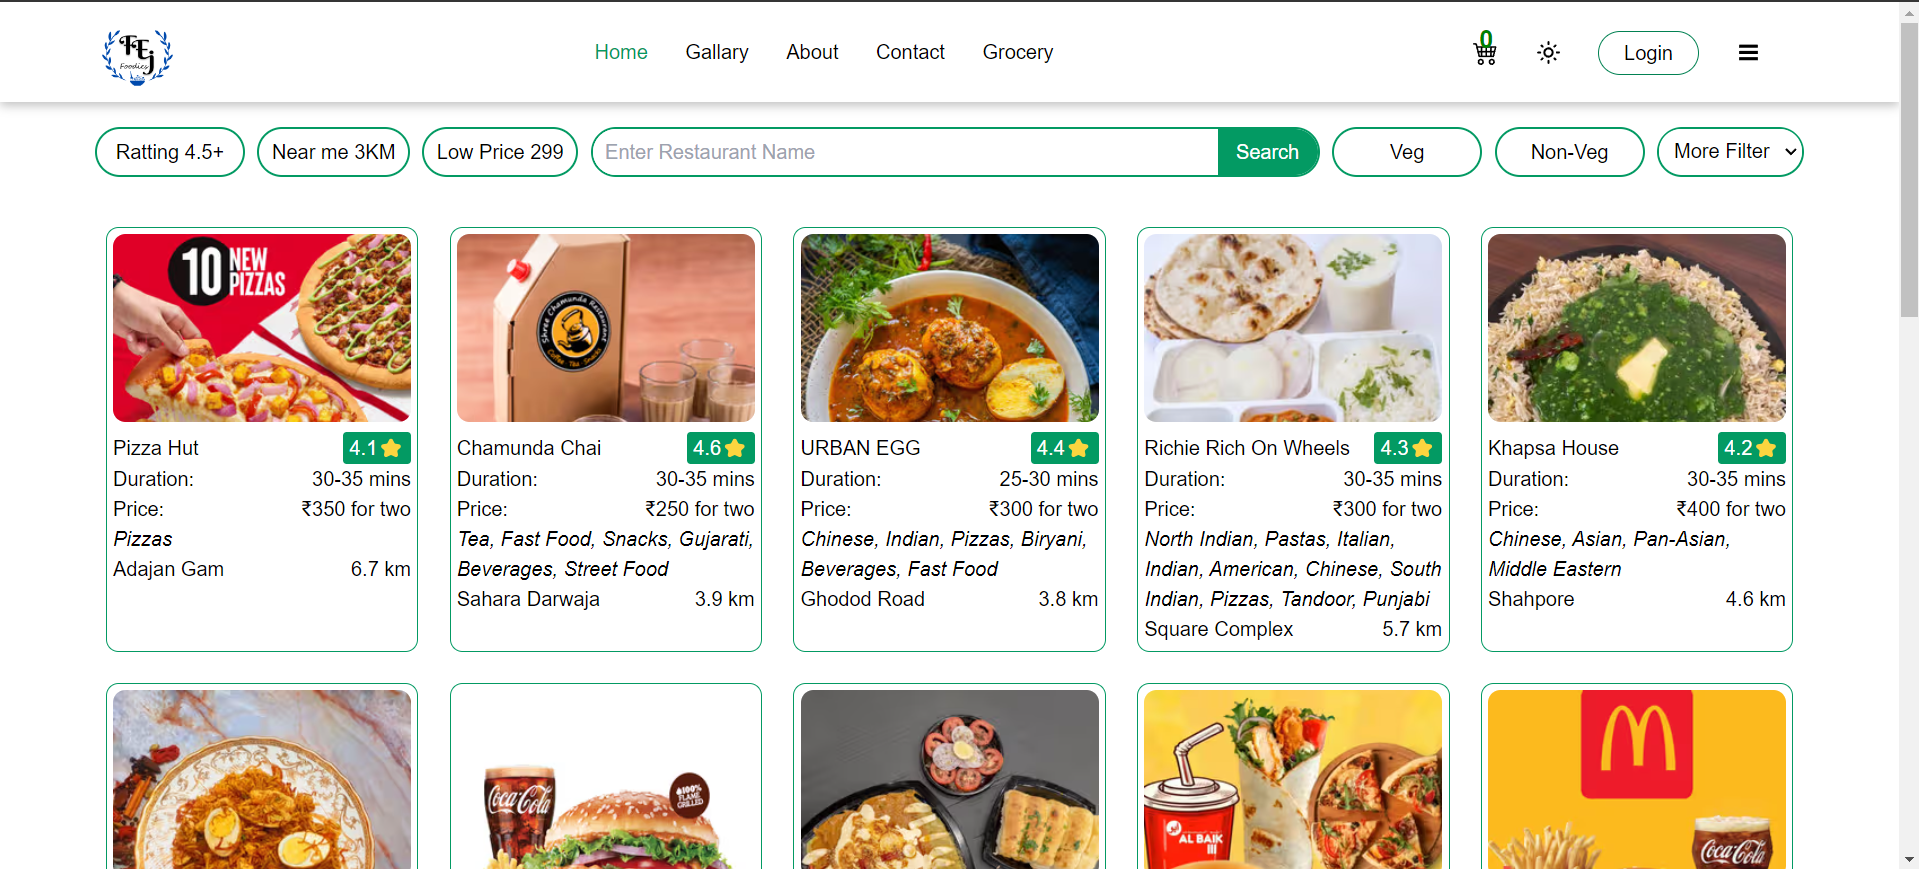 FEj
Foodies
Home Gallary About Contact Grocery
0
Login
Ratting 4.5+ Near me 3KM Low Price 299 Enter Restaurant Name Search Veg Non-Veg More Filter
10 NEW PIZZAS
Shree Chamunda Restaurant
Coffee Tea Snacks
Pizza Hut 4.1
Duration: 30-35 mins
Price: ₹350 for two
Pizzas
Adajan Gam 6.7 km
Chamunda Chai 4.6
Duration: 30-35 mins
Price: ₹250 for two
Tea, Fast Food, Snacks, Gujarati,
Beverages, Street Food
Sahara Darwaja 3.9 km
URBAN EGG 4.4
Duration: 25-30 mins
Price: ₹300 for two
Chinese, Indian, Pizzas, Biryani,
Beverages, Fast Food
Ghodod Road 3.8 km
Richie Rich On Wheels 4.3
Duration: 30-35 mins
Price: ₹300 for two
North Indian, Pastas, Italian,
Indian, American, Chinese, South
Indian, Pizzas, Tandoor, Punjabi
Square Complex 5.7 km
Khapsa House 4.2
Duration: 30-35 mins
Price: ₹400 for two
Chinese, Asian, Pan-Asian,
Middle Eastern
Shahpore 4.6 km
Coca-Cola
100%
FLAME
GRILLED
AL BAIK
III
M
Coca-Cola